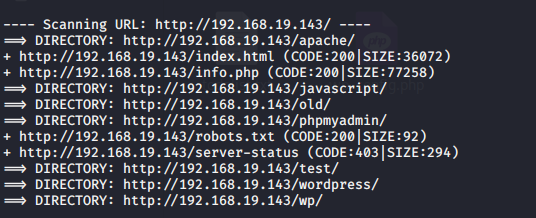 ---- Scanning URL: http://192.168.19.143/ ----
==> DIRECTORY: http://192.168.19.143/apache/
+ http://192.168.19.143/index.html (CODE:200|SIZE:36072)
+ http://192.168.19.143/info.php (CODE:200|SIZE:77258)
==> DIRECTORY: http://192.168.19.143/javascript/
==> DIRECTORY: http://192.168.19.143/old/
==> DIRECTORY: http://192.168.19.143/phpmyadmin/
+ http://192.168.19.143/robots.txt (CODE:200|SIZE:92)
+ http://192.168.19.143/server-status (CODE:403|SIZE:294)
==> DIRECTORY: http://192.168.19.143/test/
==> DIRECTORY: http://192.168.19.143/wordpress/
==> DIRECTORY: http://192.168.19.143/wp/